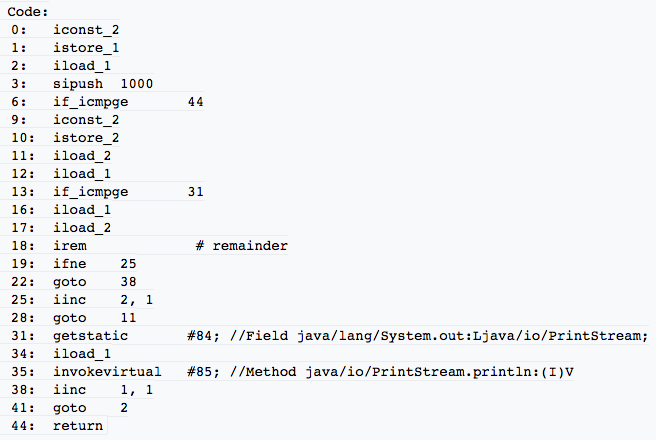 Code:
0: iconst_2
1: istore_1
2: iload_1
3: sipush 1000
6: if_icmpge 44
9: iconst_2
10: istore_2
11: iload_2
12: iload_1
13: if_icmpge 31
16: iload_1
17: iload_2
18: irem # remainder
19: ifne 25
22: goto 38
25: iinc 2, 1
28: goto 11
31: getstatic #84; //Field java/lang/System.out:Ljava/io/PrintStream;
34: iload_1
35: invokevirtual #85; //Method java/io/PrintStream.println:(I)V
38: iinc 1, 1
41: goto 2
44: return